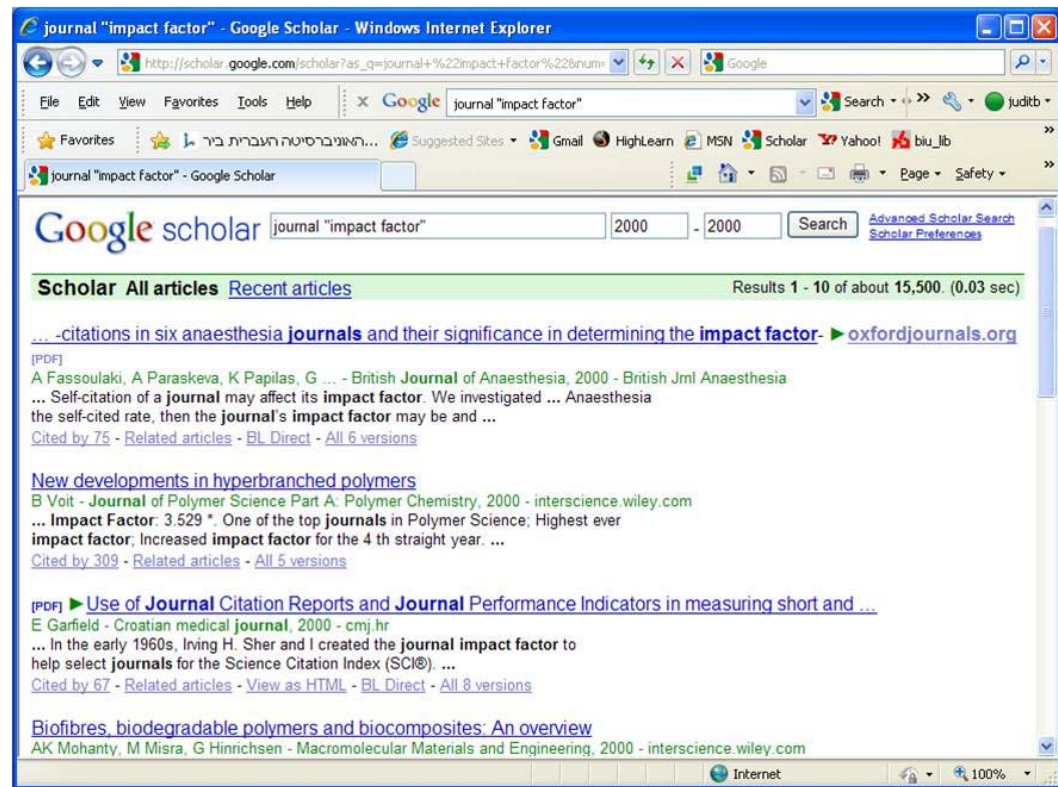 journal "impact factor" - Google Scholar - Windows Internet Explorer
http://scholar.google.com/scholar?as_q=journal+%22impact+factor%22&num=
Google
File Edit View Favorites Tools Help
x Google journal "impact factor" Search juditb
Favorites האוניברסיטה העברית ביר... Suggested Sites Gmail HighLearn MSN Scholar Yahoo! biu_lib
journal "impact factor" - Google Scholar Page Safety
Google scholar journal "impact factor" 2000 - 2000 Search Advanced Scholar Search
Scholar Preferences
Scholar All articles Recent articles Results 1 - 10 of about 15,500. (0.03 sec)
... -citations in six anaesthesia journals and their significance in determining the impact factor- ►oxfordjournals.org
[PDF]
A Fassoulaki, A Paraskeva, K Papilas, G ... - British Journal of Anaesthesia, 2000 - British Jrnl Anaesthesia
... Self-citation of a journal may affect its impact factor. We investigated ... Anaesthesia
the self-cited rate, then the journal's impact factor may be and ...
Cited by 75 - Related articles - BL Direct - All 6 versions
New developments in hyperbranched polymers
B Voit - Journal of Polymer Science Part A: Polymer Chemistry, 2000 - interscience.wiley.com
... Impact Factor: 3.529 *. One of the top journals in Polymer Science; Highest ever
impact factor; Increased impact factor for the 4 th straight year. ...
Cited by 309 - Related articles - All 5 versions
[PDF] ►Use of Journal Citation Reports and Journal Performance Indicators in measuring short and ...
E Garfield - Croatian medical journal, 2000 - cmj.hr
... In the early 1960s, Irving H. Sher and I created the journal impact factor to
help select journals for the Science Citation Index (SCI®). ...
Cited by 67 - Related articles - View as HTML - BL Direct - All 8 versions
Biofibres, biodegradable polymers and biocomposites: An overview
AK Mohanty, M Misra, G Hinrichsen - Macromolecular Materials and Engineering, 2000 - interscience.wiley.com
Internet 100%